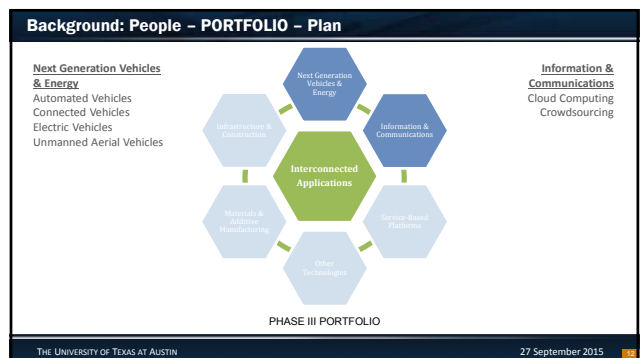 Background: People – PORTFOLIO – Plan
Next Generation Vehicles
& Energy
Automated Vehicles
Connected Vehicles
Electric Vehicles
Unmanned Aerial Vehicles
Next Generation
Vehicles &
Energy
Information &
Communications
Cloud Computing
Crowdsourcing
Infrastructure &
Construction
Information &
Communications
Interconnected
Applications
Materials &
Additive
Manufacturing
Service-Based
Platforms
Other
Technologies
PHASE III PORTFOLIO
THE UNIVERSITY OF TEXAS AT AUSTIN
27 September 2015
12